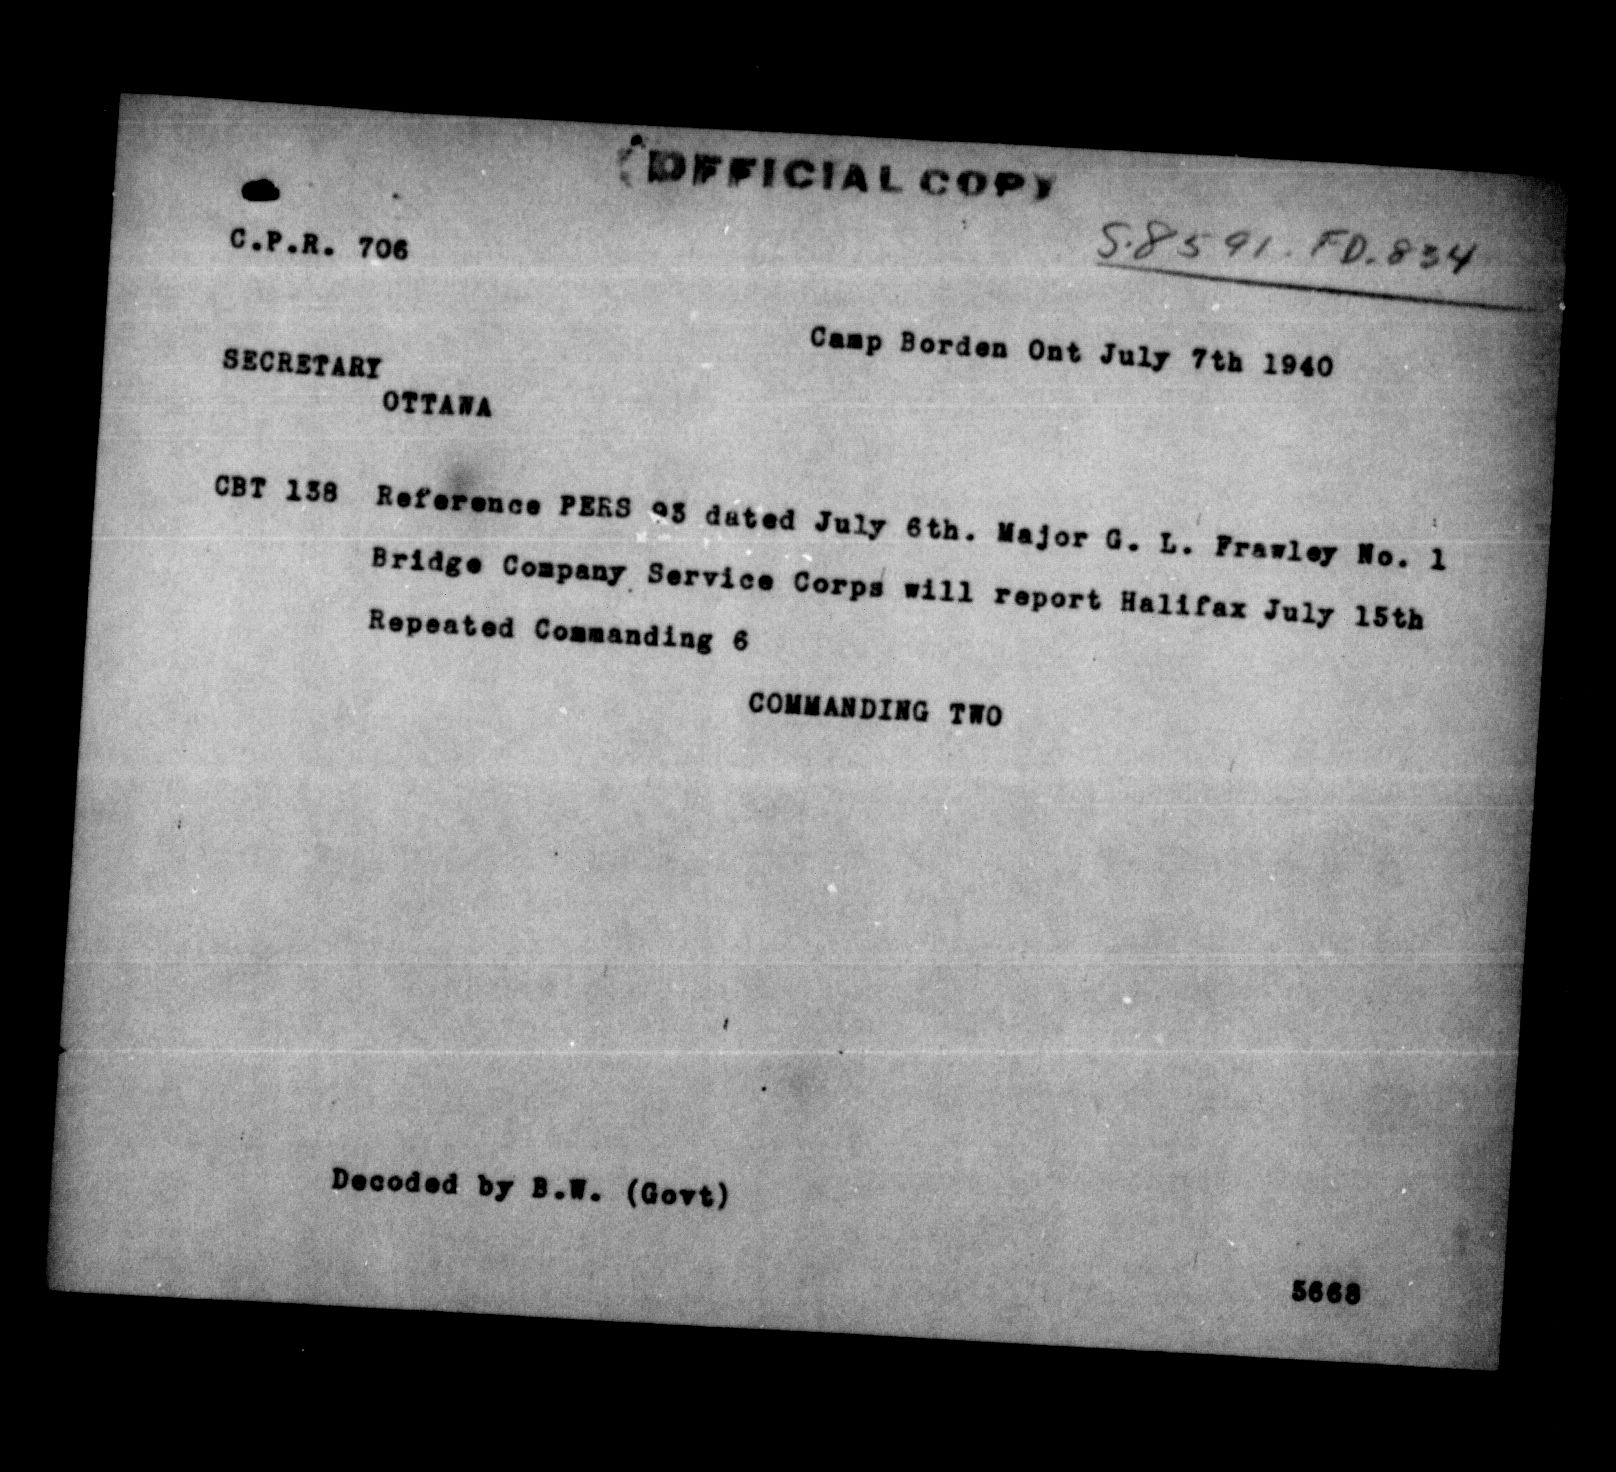 OFFICIAL COPY
C.P.R. 706
S.8591. FD.834
Camp Borden Ont July 7th 1940
SECRETARY
OTTAWA
CBT 138 Reference PERS 93 dated July 6th. Major G. L. Frawley No. 1
Bridge Company Service Corps will report Halifax July 15th
Repeated Commanding 6
COMMANDING TWO
Decoded by B.W. (Govt)
5668